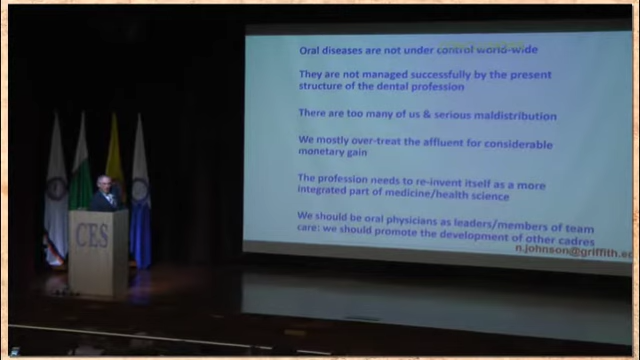 Oral diseases are not under control world-wide
They are not managed successfully by the present
structure of the dental profession
There are too many of us & serious maldistribution
We mostly over-treat the affluent for considerable
monetary gain
The profession needs to re-invent itself as a more
integrated part of medicine/health science
We should be oral physicians as leaders/members of team
care: we should promote the development of other cadres
n.johnson@griffith.ed
CES